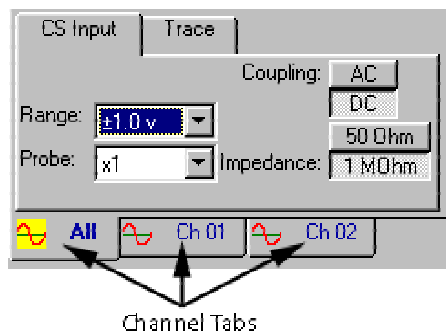 CS Input Trace
Coupling: AC
DC
Range: ±1.0 v
50 Ohm
Probe: x1 Impedance: 1 MOhm
All Ch 01 Ch 02
Channel Tabs